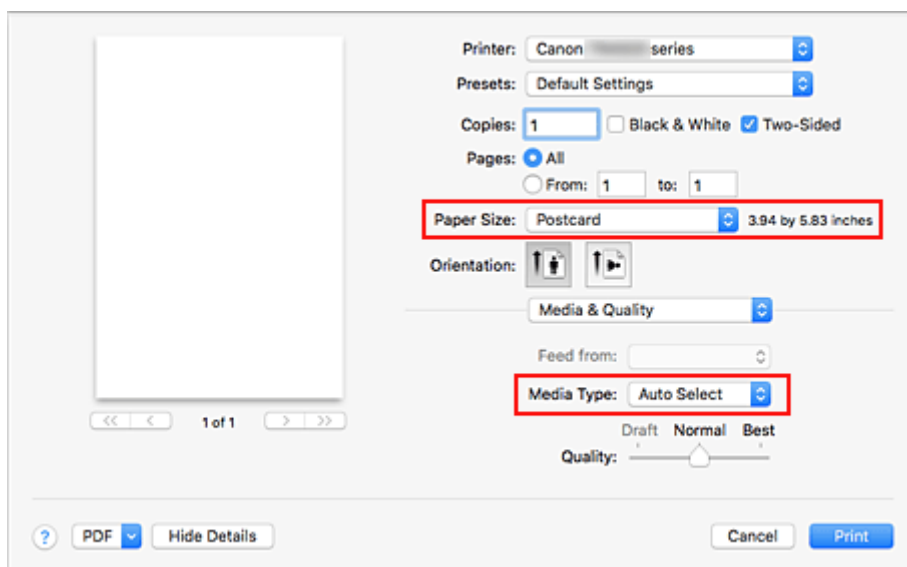 Printer: Canon series
Presets: Default Settings
Copies: 1 Black & White Two-Sided
Pages: All
From: 1 to: 1
Paper Size: Postcard 3.94 by 5.83 inches
Orientation:
Media & Quality
Feed from:
Media Type: Auto Select
Draft Normal Best
Quality:
1 of 1
? PDF Hide Details Cancel Print